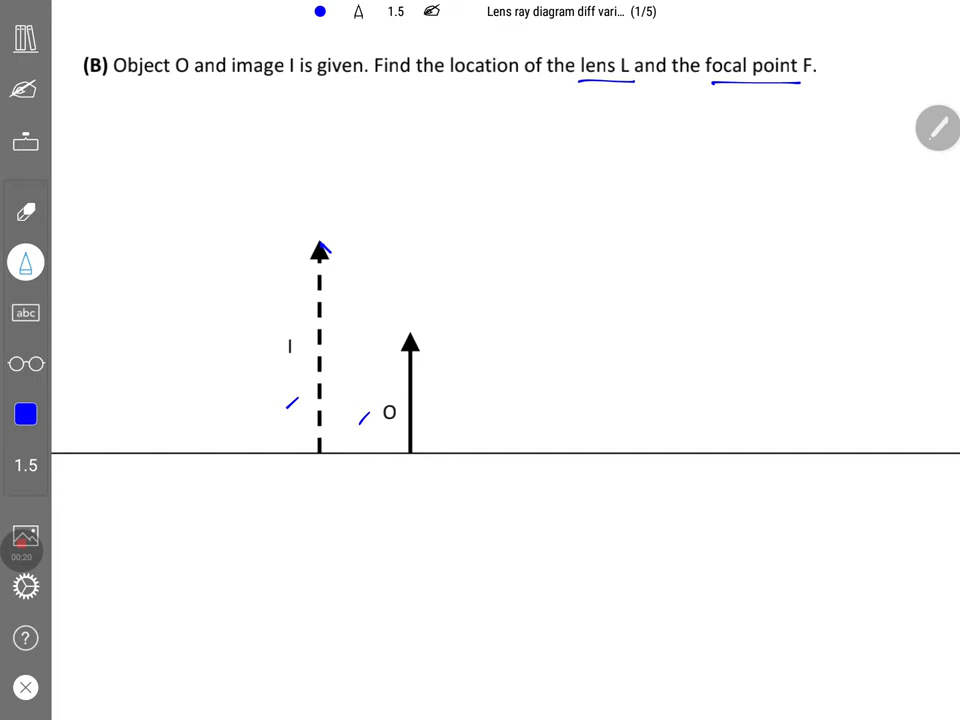 1.5 Lens ray diagram diff vari... (1/5)
(B) Object O and image I is given. Find the location of the lens L and the focal point F.
abc
I
O
1.5
00:20
?